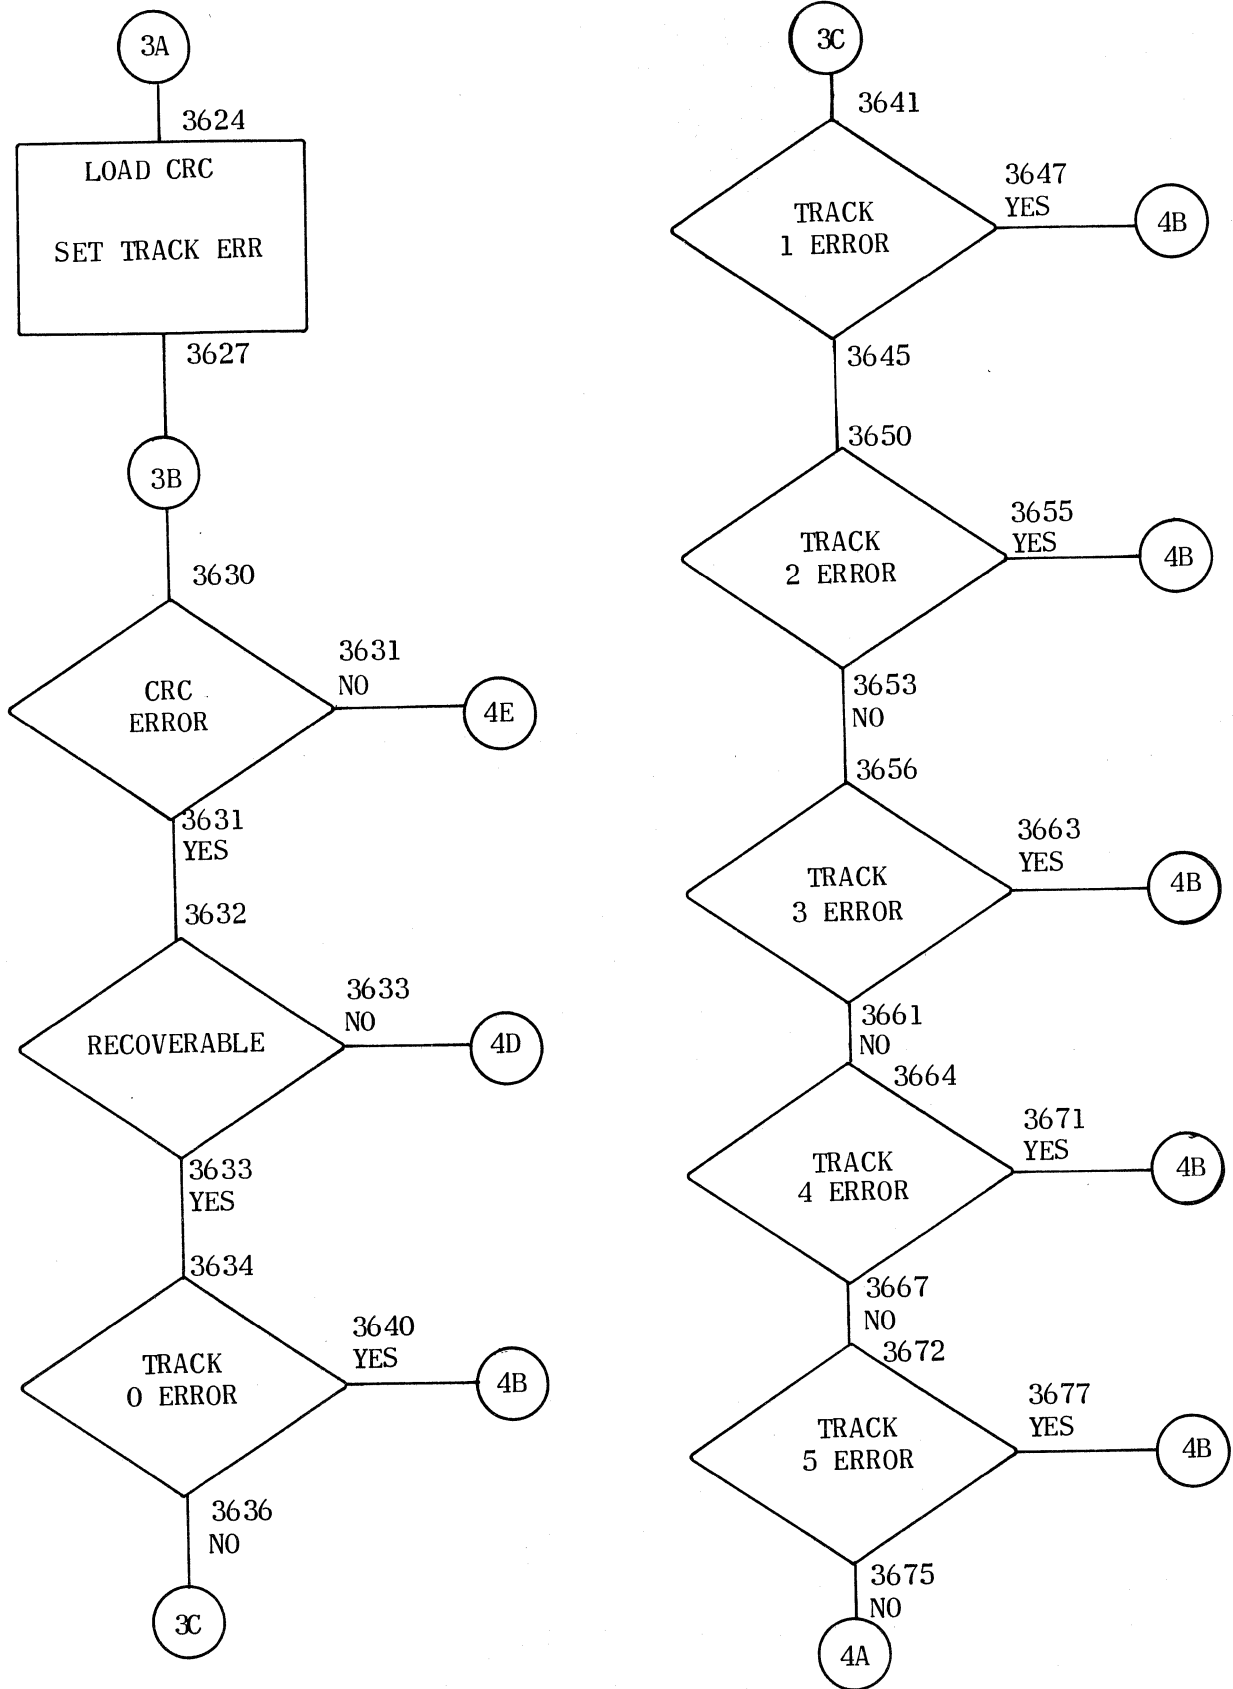 3A
3624
LOAD CRC
SET TRACK ERR
3627
3B
3630
CRC
ERROR
3631
NO
4E
3631
YES
3632
RECOVERABLE
3633
NO
4D
3633
YES
3634
TRACK
0 ERROR
3640
YES
4B
3636
NO
3C
3C
3641
TRACK
1 ERROR
3647
YES
4B
3645
3650
TRACK
2 ERROR
3655
YES
4B
3653
NO
3656
TRACK
3 ERROR
3663
YES
4B
3661
NO
3664
TRACK
4 ERROR
3671
YES
4B
3667
NO
3672
TRACK
5 ERROR
3677
YES
4B
3675
NO
4A